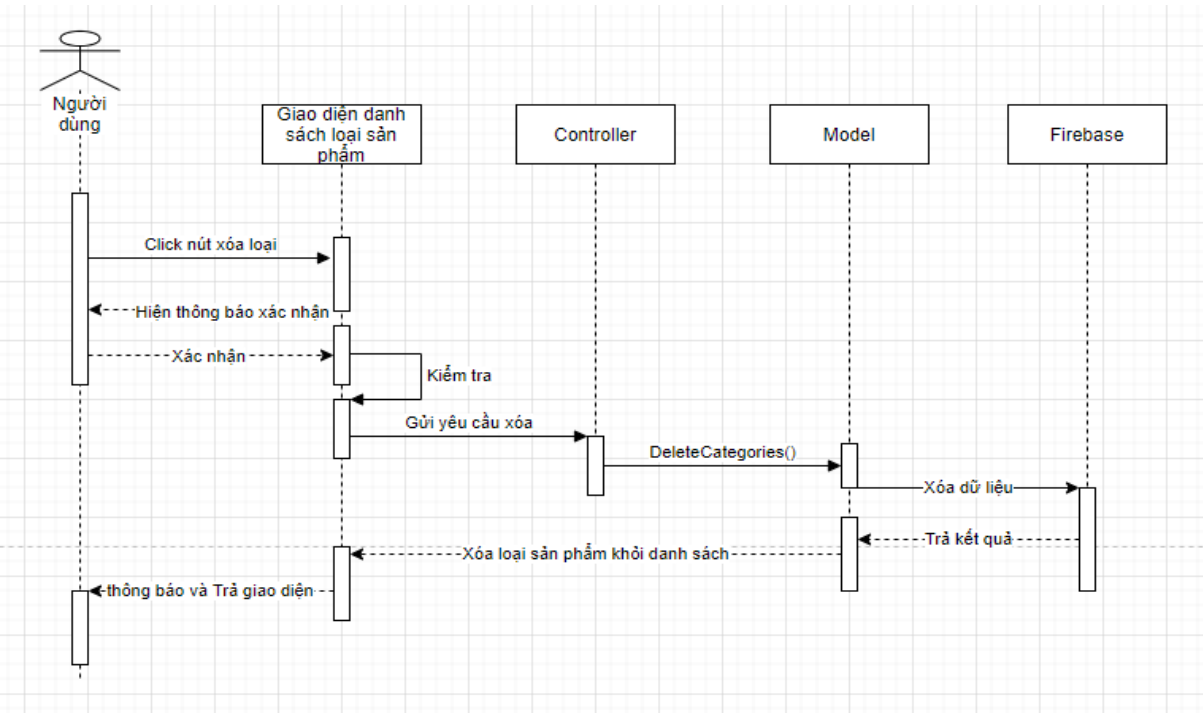 Người
dùng
Giao diện danh
sách loại sản
phẩm
Controller
Model
Firebase
Click nút xóa loại
Hiện thông báo xác nhận
Xác nhận
Kiểm tra
Gửi yêu cầu xóa
DeleteCategories()
Xóa dữ liệu
Trả kết quả
Xóa loại sản phẩm khỏi danh sách
thông báo và Trả giao diện